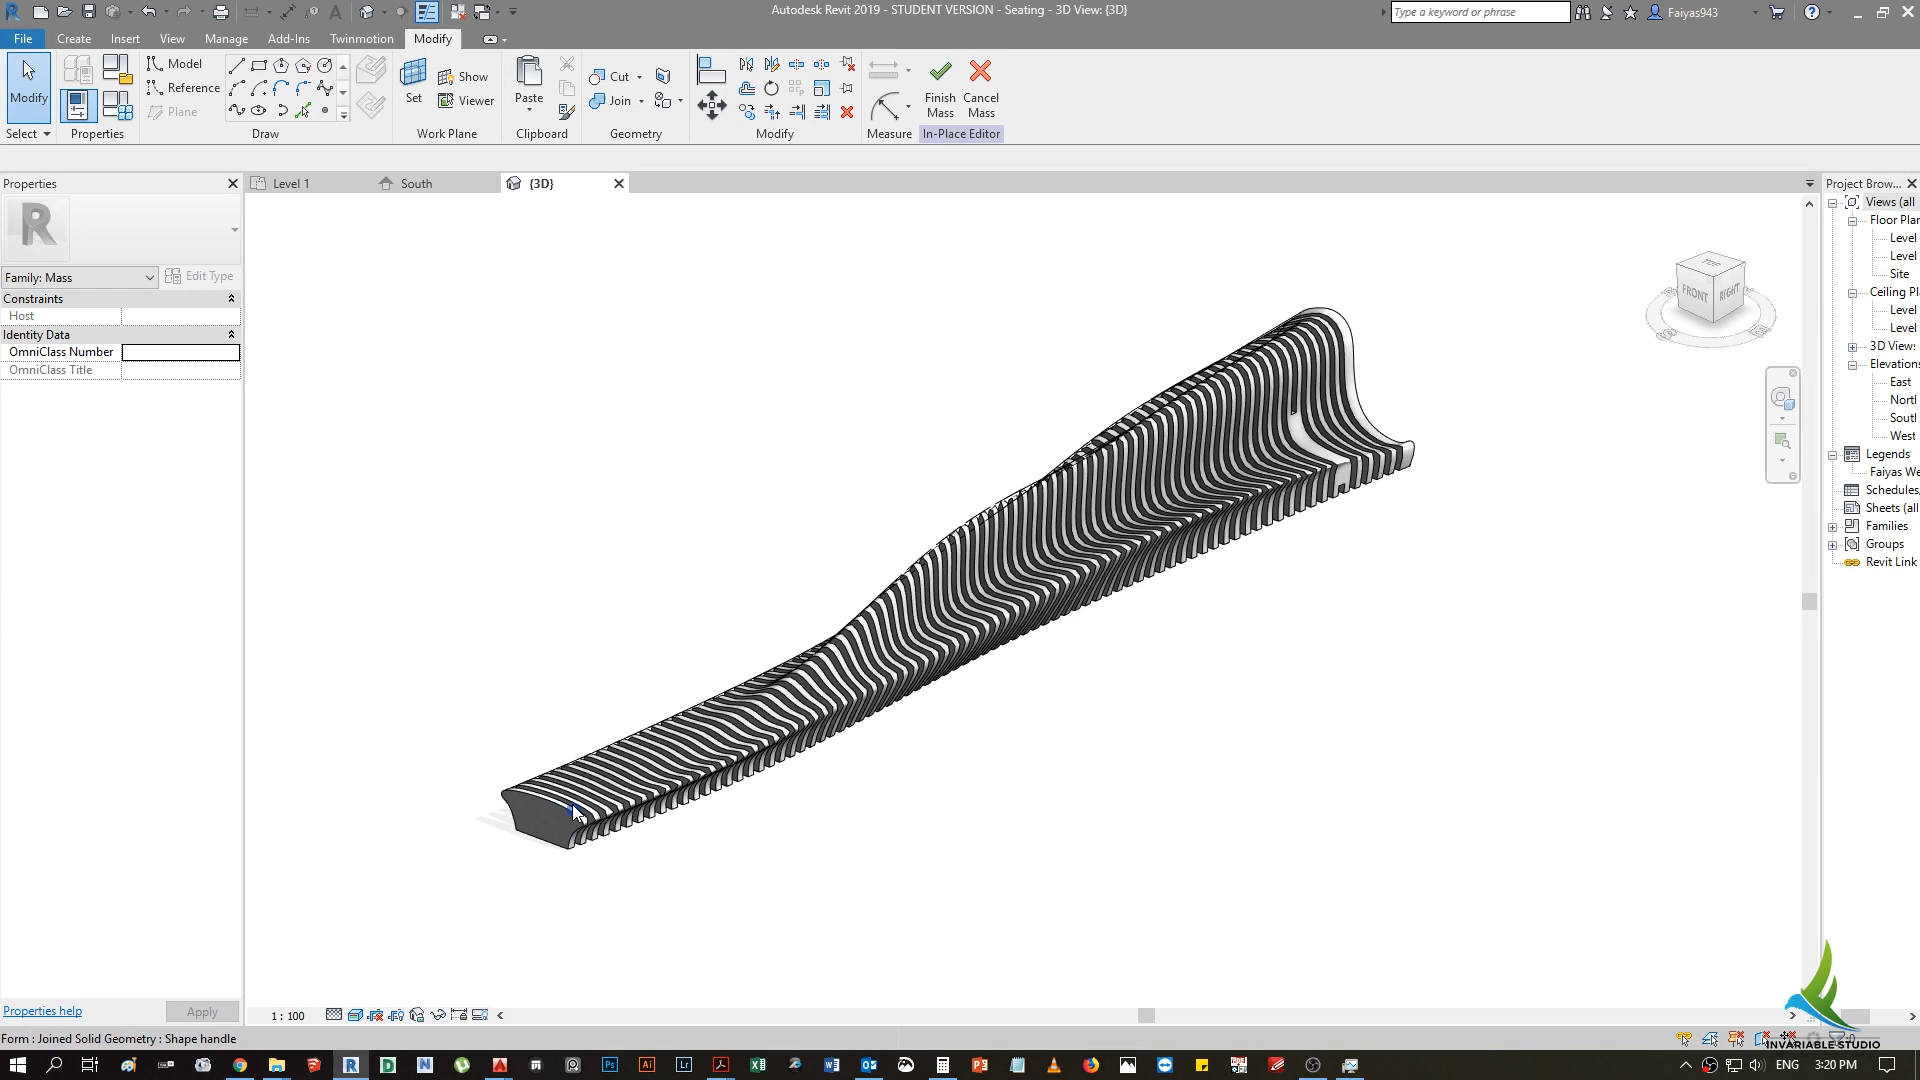 Autodesk Revit 2019 - STUDENT VERSION - Seating - 3D View: {3D}
Type a keyword or phrase
Faiyas943
File Create Insert View Manage Add-Ins Twinmotion Modify
Modify
Model
Reference
Plane
Set
Show
Viewer
Paste
Cut
Join
Finish Mass
Cancel Mass
Select Properties Draw Work Plane Clipboard Geometry Modify Measure In-Place Editor
Properties
Level 1
South
{3D}
Project Brow...
Family: Mass
Edit Type
Constraints
Host
Identity Data
OmniClass Number
OmniClass Title
TOP
FRONT
RIGHT
Views (all
Floor Plan
Level
Level
Site
Ceiling Pl
Level
Level
3D Views
Elevations
East
North
South
West
Legends
Faiyas We
Schedules,
Sheets (all
Families
Groups
Revit Link
Properties help
Apply
1 : 100
Form : Joined Solid Geometry : Shape handle
INVARIABLE STUDIO
ENG
3:20 PM